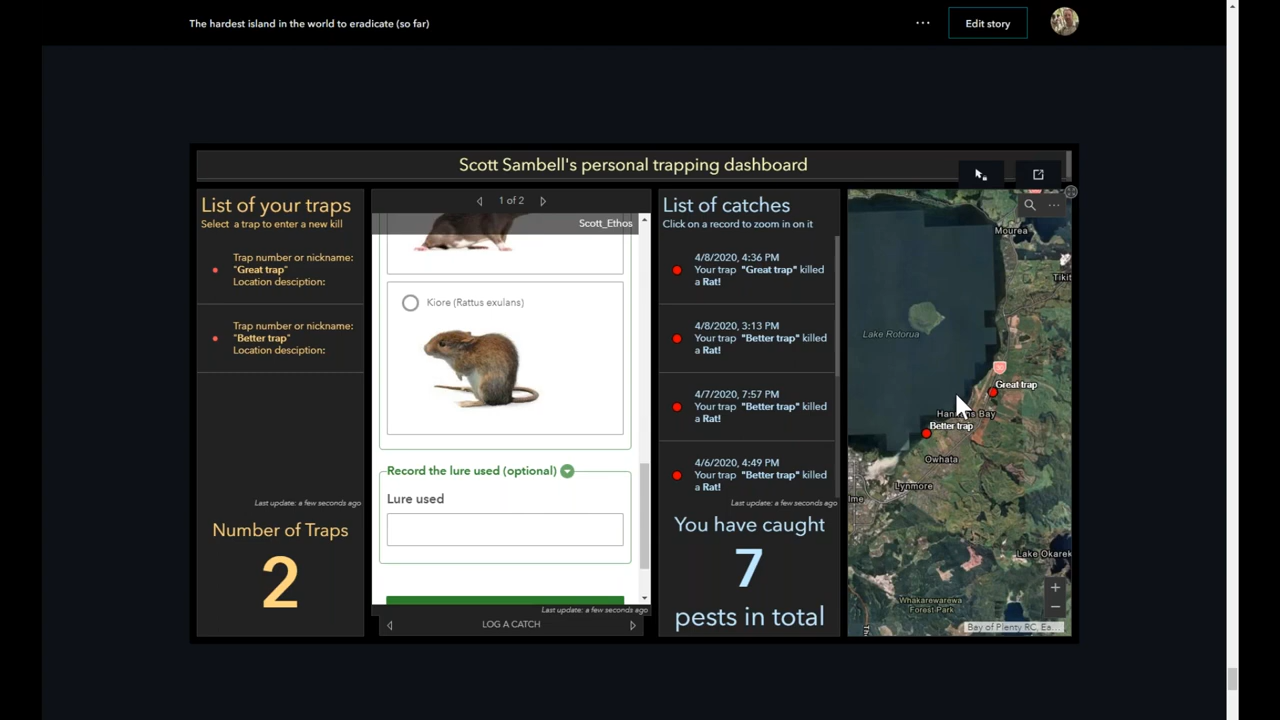 The hardest island in the world to eradicate (so far)
Edit story
Scott Sambell's personal trapping dashboard
List of your traps
Select a trap to enter a new kill
Trap number or nickname:
"Great trap"
Location desciption:
Trap number or nickname:
"Better trap"
Location desciption:
Last update: a few seconds ago
Number of Traps
2
1 of 2
Scott_Ethos
Kiore (Rattus exulans)
Record the lure used (optional)
Lure used
Last update: a few seconds ago
LOG A CATCH
List of catches
Click on a record to zoom in on it
4/8/2020, 4:36 PM
Your trap "Great trap" killed
a Rat!
4/8/2020, 3:13 PM
Your trap "Better trap" killed
a Rat!
4/7/2020, 7:57 PM
Your trap "Better trap" killed
a Rat!
4/6/2020, 4:49 PM
Your trap "Better trap" killed
a Rat!
Last update: a few seconds ago
You have caught
7
pests in total
Mourea
Tikit
Lake Rotorua
Great trap
Better trap
Owhata
Lynmore
Lake Okarek
Whakarewarewa
Forest Park
Bay of Plenty RC, Ea...